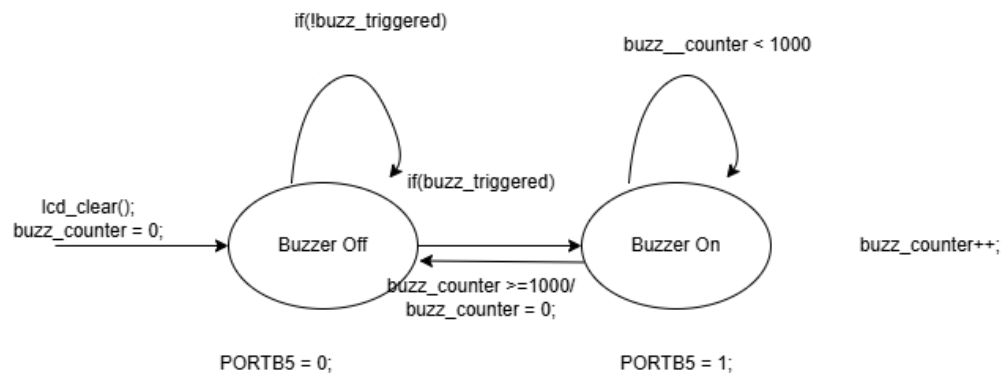 if(!buzz_triggered)
buzz__counter < 1000
if(buzz_triggered)
lcd_clear();
buzz_counter = 0;
Buzzer Off
Buzzer On
buzz_counter++;
buzz_counter >=1000/
buzz_counter = 0;
PORTB5 = 0;
PORTB5 = 1;